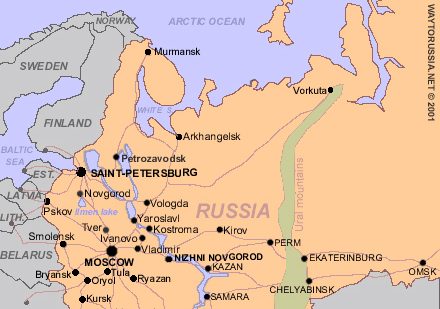 ARCTIC OCEAN
NORWAY
Murmansk
SWEDEN
WAYTORUSSIA.NET © 2001
Vorkuta
WHITE S
FINLAND
Arkhangelsk
BALTIC
SEA
Petrozavodsk
EST.
SAINT-PETERSBURG
Ural mountains
LATVIA
Novgorod
Vologda
RUSSIA
LITH.
Pskov
Ilmen lake
Yaroslavl
Tver
Kostroma
Kirov
Smolensk
Ivanovo
PERM
Vladimir
BELARUS
MOSCOW
NIZHNI NOVGOROD
EKATERINBURG
KAZAN
OMSK
Bryansk
Tula
Oryol
Ryazan
CHELYABINSK
Kursk
SAMARA